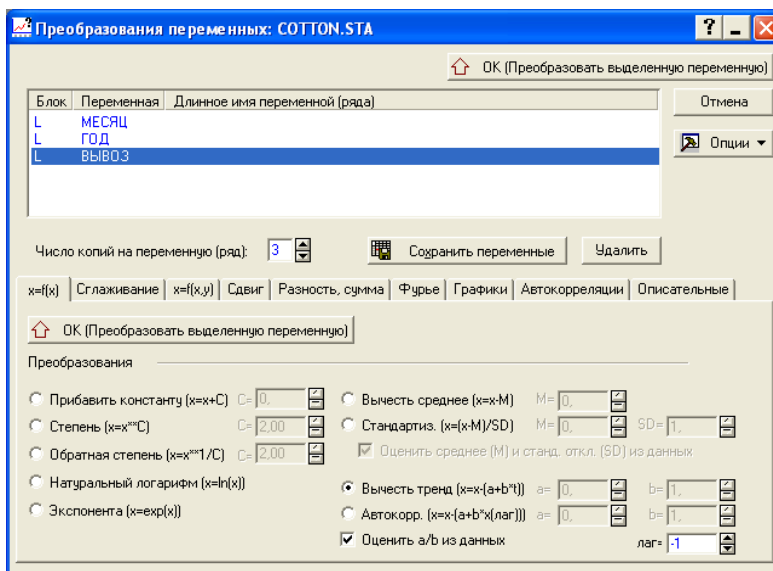 Преобразования переменных: COTTON.STA
OK (Преобразовать выделенную переменную)
Блок Переменная Длинное имя переменной (ряда)
Отмена
L МЕСЯЦ
L ГОД
Опции
L ВЫВОЗ
Число копий на переменную (ряд): 3 Сохранить переменные Удалить
x=f(x) Сглаживание x=f(x,y) Сдвиг Разность, сумма Фурье Графики Автокорреляции Описательные
OK (Преобразовать выделенную переменную)
Преобразования
Прибавить константу (x=x+C) C= 0, Вычесть среднее (x=x-M) M= 0,
Степень (x=x**C) C= 2,00 Стандартиз. (x=(x-M)/SD) M= 0, SD= 1,
Обратная степень (x=x**1/C) C= 2,00 Оценить среднее (M) и станд. откл. (SD) из данных
Натуральный логарифм (x=ln(x)) Вычесть тренд (x=x-(a+b*t)) a= 0, b= 1,
Экспонента (x=exp(x)) Автокорр. (x=x-(a+b*x(лаг))) a= 0, b= 1,
Оценить a/b из данных лаг= -1